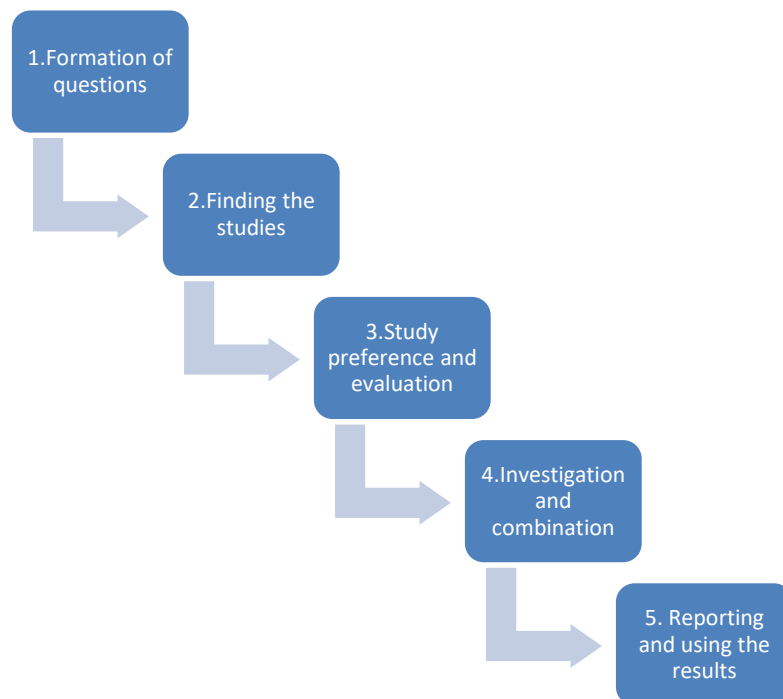 1.Formation of
questions
2.Finding the
studies
3.Study
preference and
evaluation
4.Investigation
and
combination
5. Reporting
and using the
results